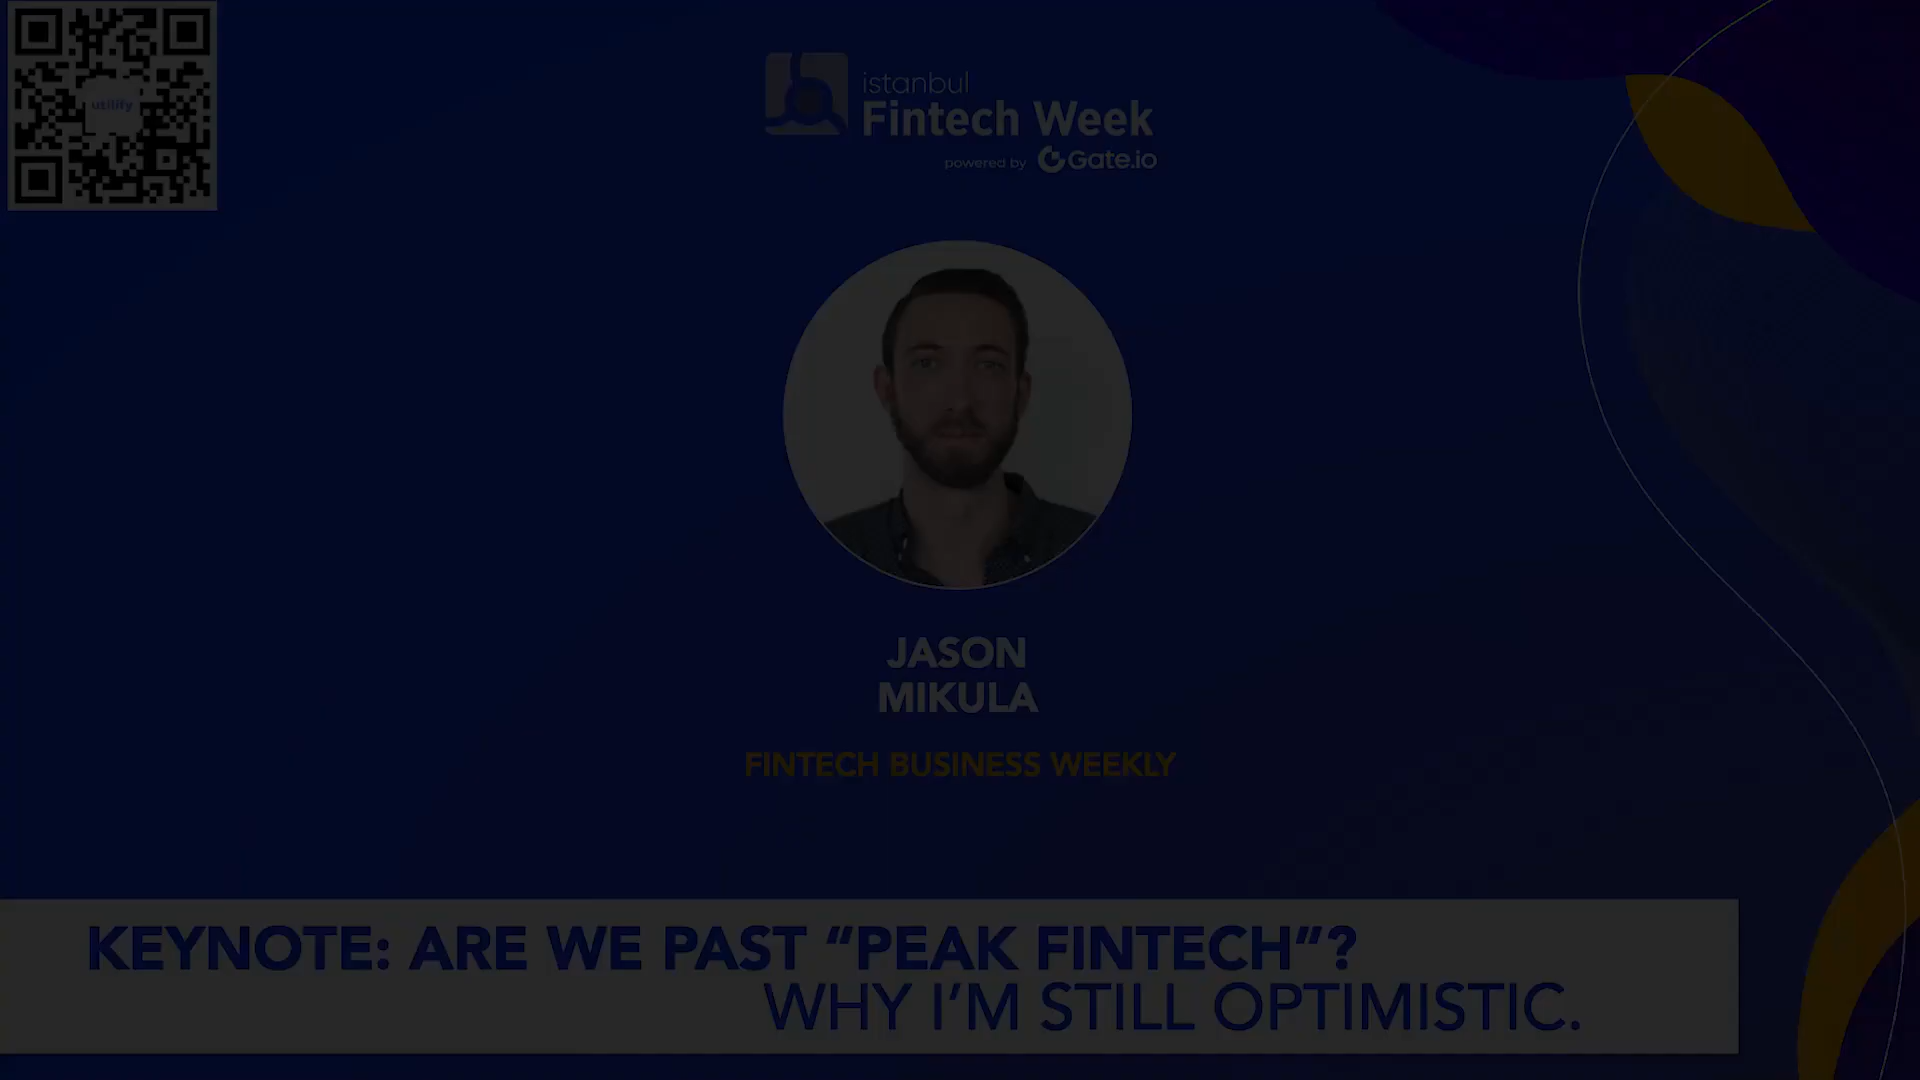 utilify
istanbul
Fintech Week
powered by Gate.io
JASON
MIKULA
FINTECH BUSINESS WEEKLY
KEYNOTE: ARE WE PAST “PEAK FINTECH”?
WHY I’M STILL OPTIMISTIC.